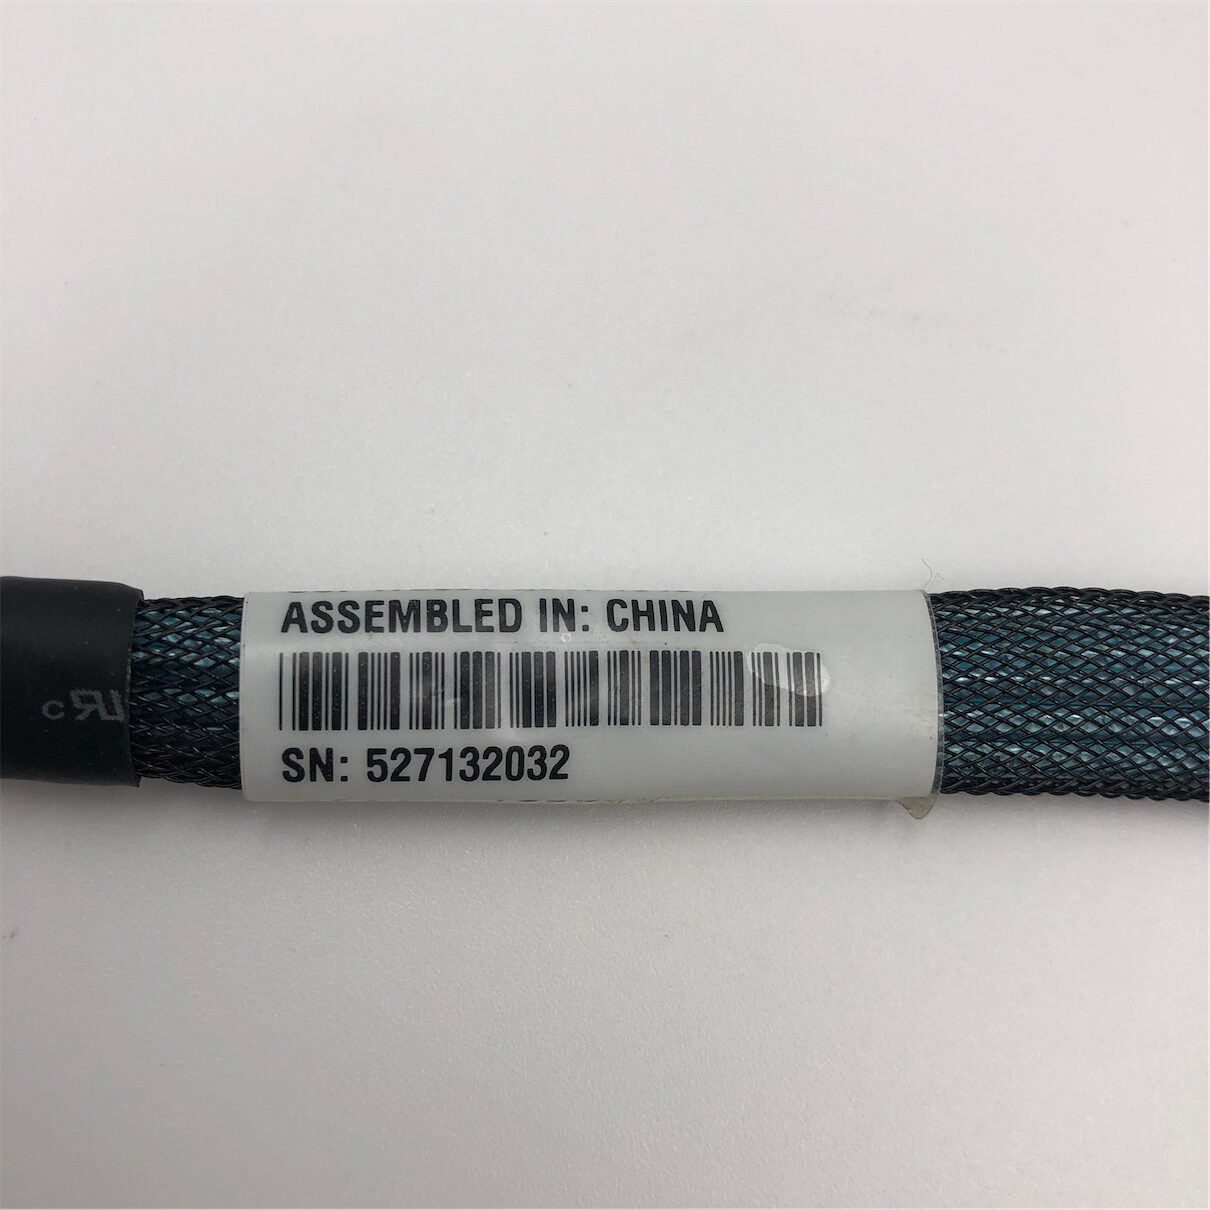 ASSEMBLED IN: CHINA
SN: 527132032